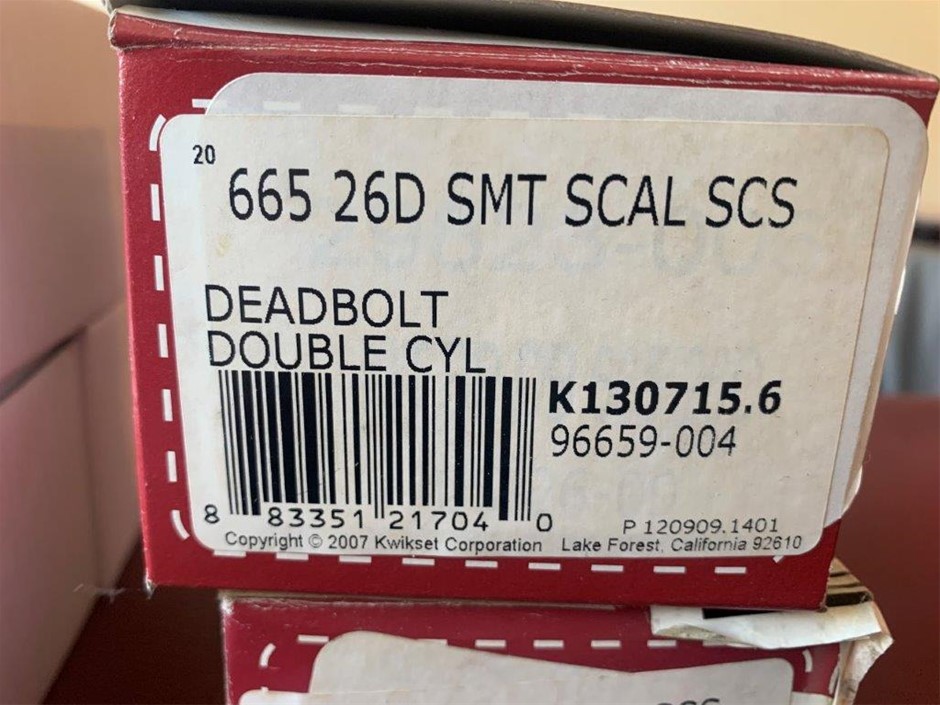 20
665 26D SMT SCAL SCS
DEADBOLT
DOUBLE CYL
K130715.6
96659-004
8 83351 21704 0
P 120909.1401
Copyright © 2007 Kwikset Corporation Lake Forest, California 92610